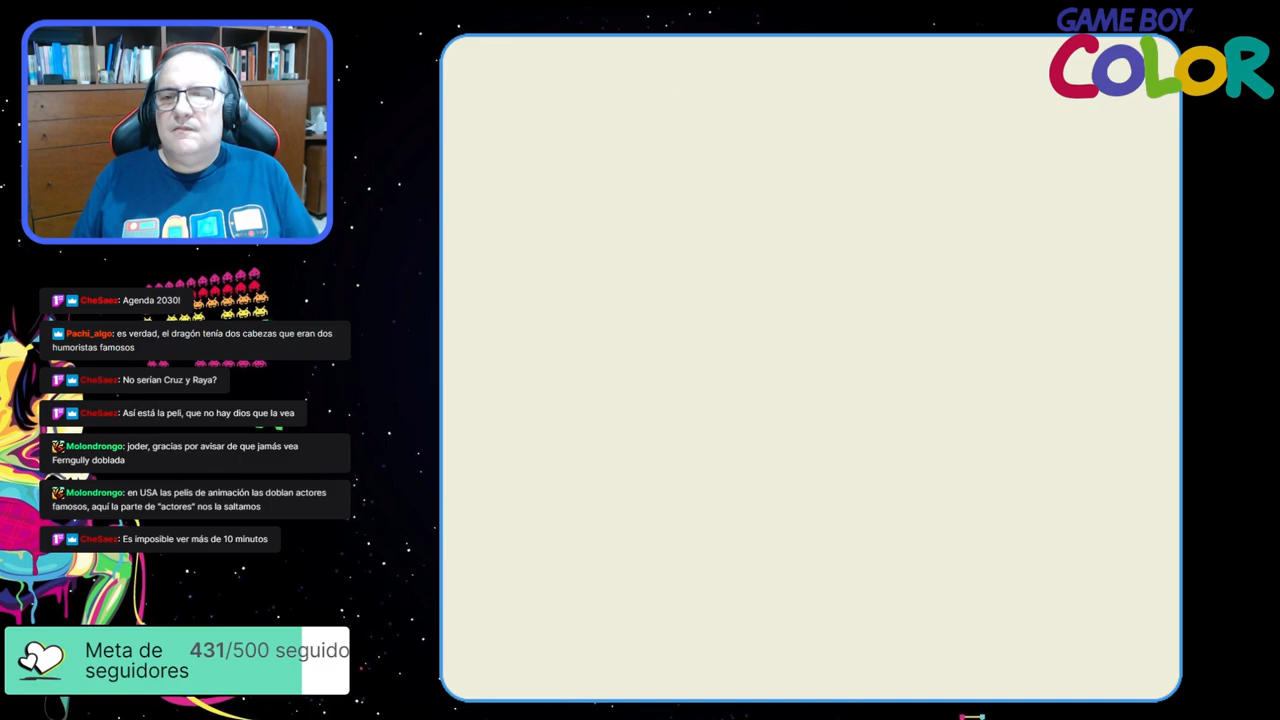 GAME BOY
COLOR
CheSaez: Agenda 2030!
Pachi_algo: es verdad, el dragón tenía dos cabezas que eran dos
humoristas famosos
CheSaez: No serían Cruz y Raya?
CheSaez: Así está la peli, que no hay dios que la vea
Molondrongo: joder, gracias por avisar de que jamás vea
Ferngully doblada
Molondrongo: en USA las pelis de animación las doblan actores
famosos, aquí la parte de "actores" nos la saltamos
CheSaez: Es imposible ver más de 10 minutos
Meta de 431/500 seguido
seguidores